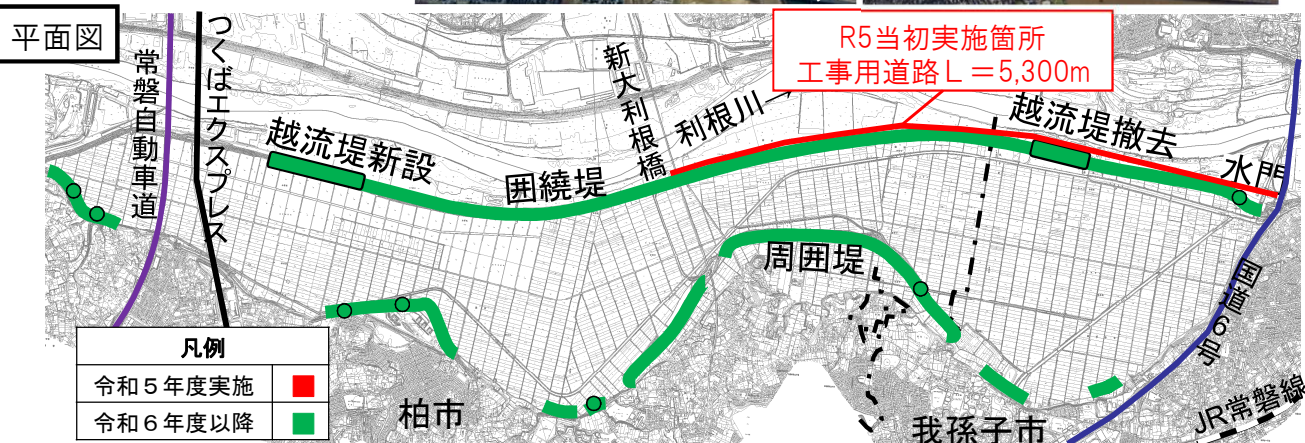 平面図
R5当初実施箇所
工事用道路L=5,300m
常磐自動車道
つくばエクスプレス
新大利根橋
利根川→
越流堤新設
囲繞堤
越流堤撤去
水門
周囲堤
国道6号
凡例
令和5年度実施
令和6年度以降
柏市
我孫子市
JR常磐線